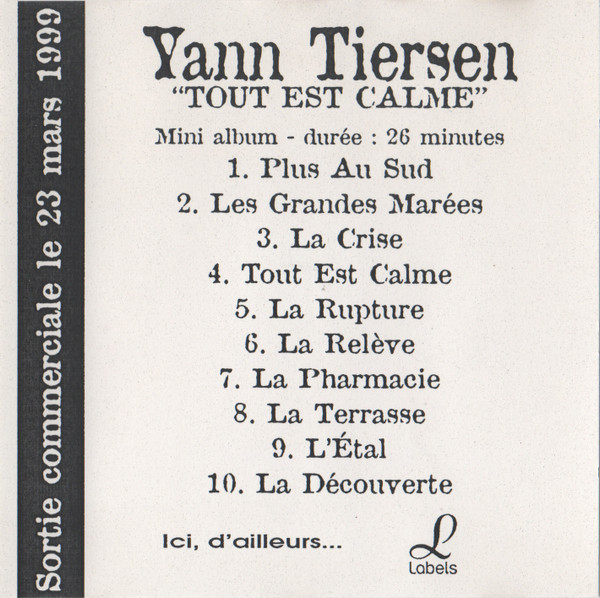 Sortie commerciale le 23 mars 1999
Yann Tiersen
"TOUT EST CALME"
Mini album - durée : 26 minutes
1. Plus Au Sud
2. Les Grandes Marées
3. La Crise
4. Tout Est Calme
5. La Rupture
6. La Relève
7. La Pharmacie
8. La Terrasse
9. L'Étal
10. La Découverte
Ici, d'ailleurs...
L
Labels